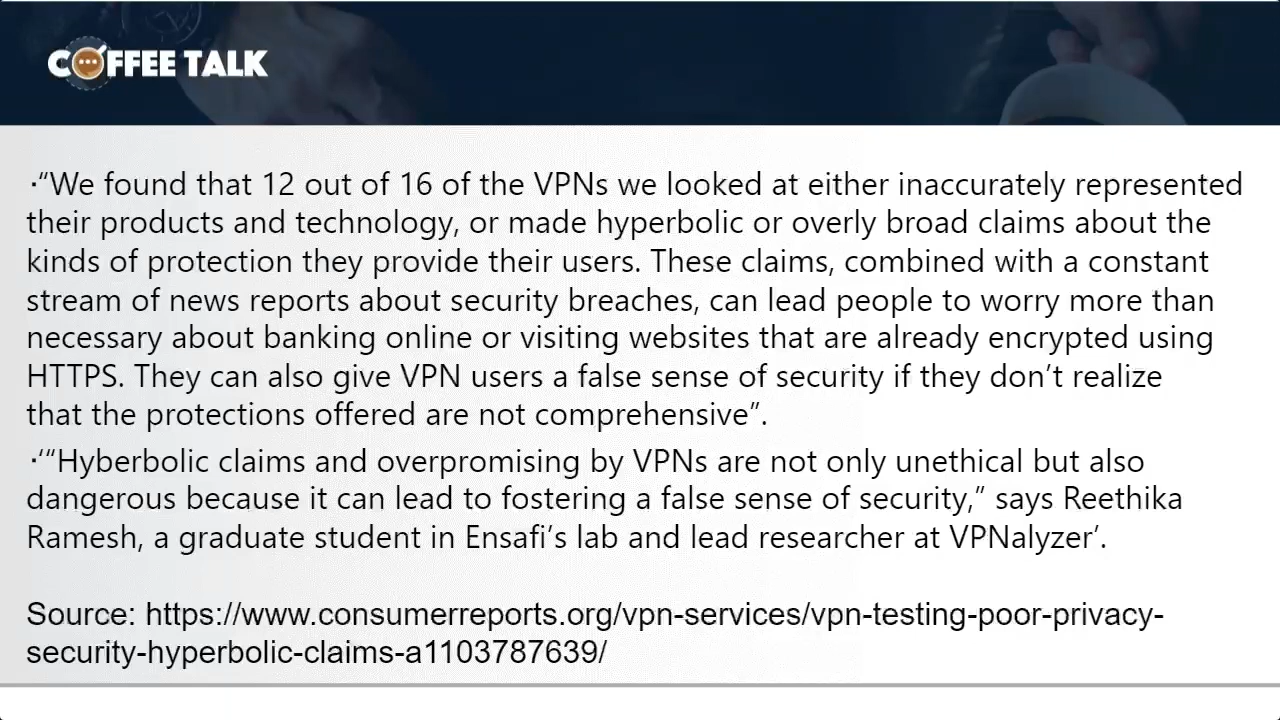 COFFEE TALK
·“We found that 12 out of 16 of the VPNs we looked at either inaccurately represented
their products and technology, or made hyperbolic or overly broad claims about the
kinds of protection they provide their users. These claims, combined with a constant
stream of news reports about security breaches, can lead people to worry more than
necessary about banking online or visiting websites that are already encrypted using
HTTPS. They can also give VPN users a false sense of security if they don’t realize
that the protections offered are not comprehensive”.
·‘“Hyberbolic claims and overpromising by VPNs are not only unethical but also
dangerous because it can lead to fostering a false sense of security,” says Reethika
Ramesh, a graduate student in Ensafi’s lab and lead researcher at VPNalyzer’.
Source: https://www.consumerreports.org/vpn-services/vpn-testing-poor-privacy-
security-hyperbolic-claims-a1103787639/